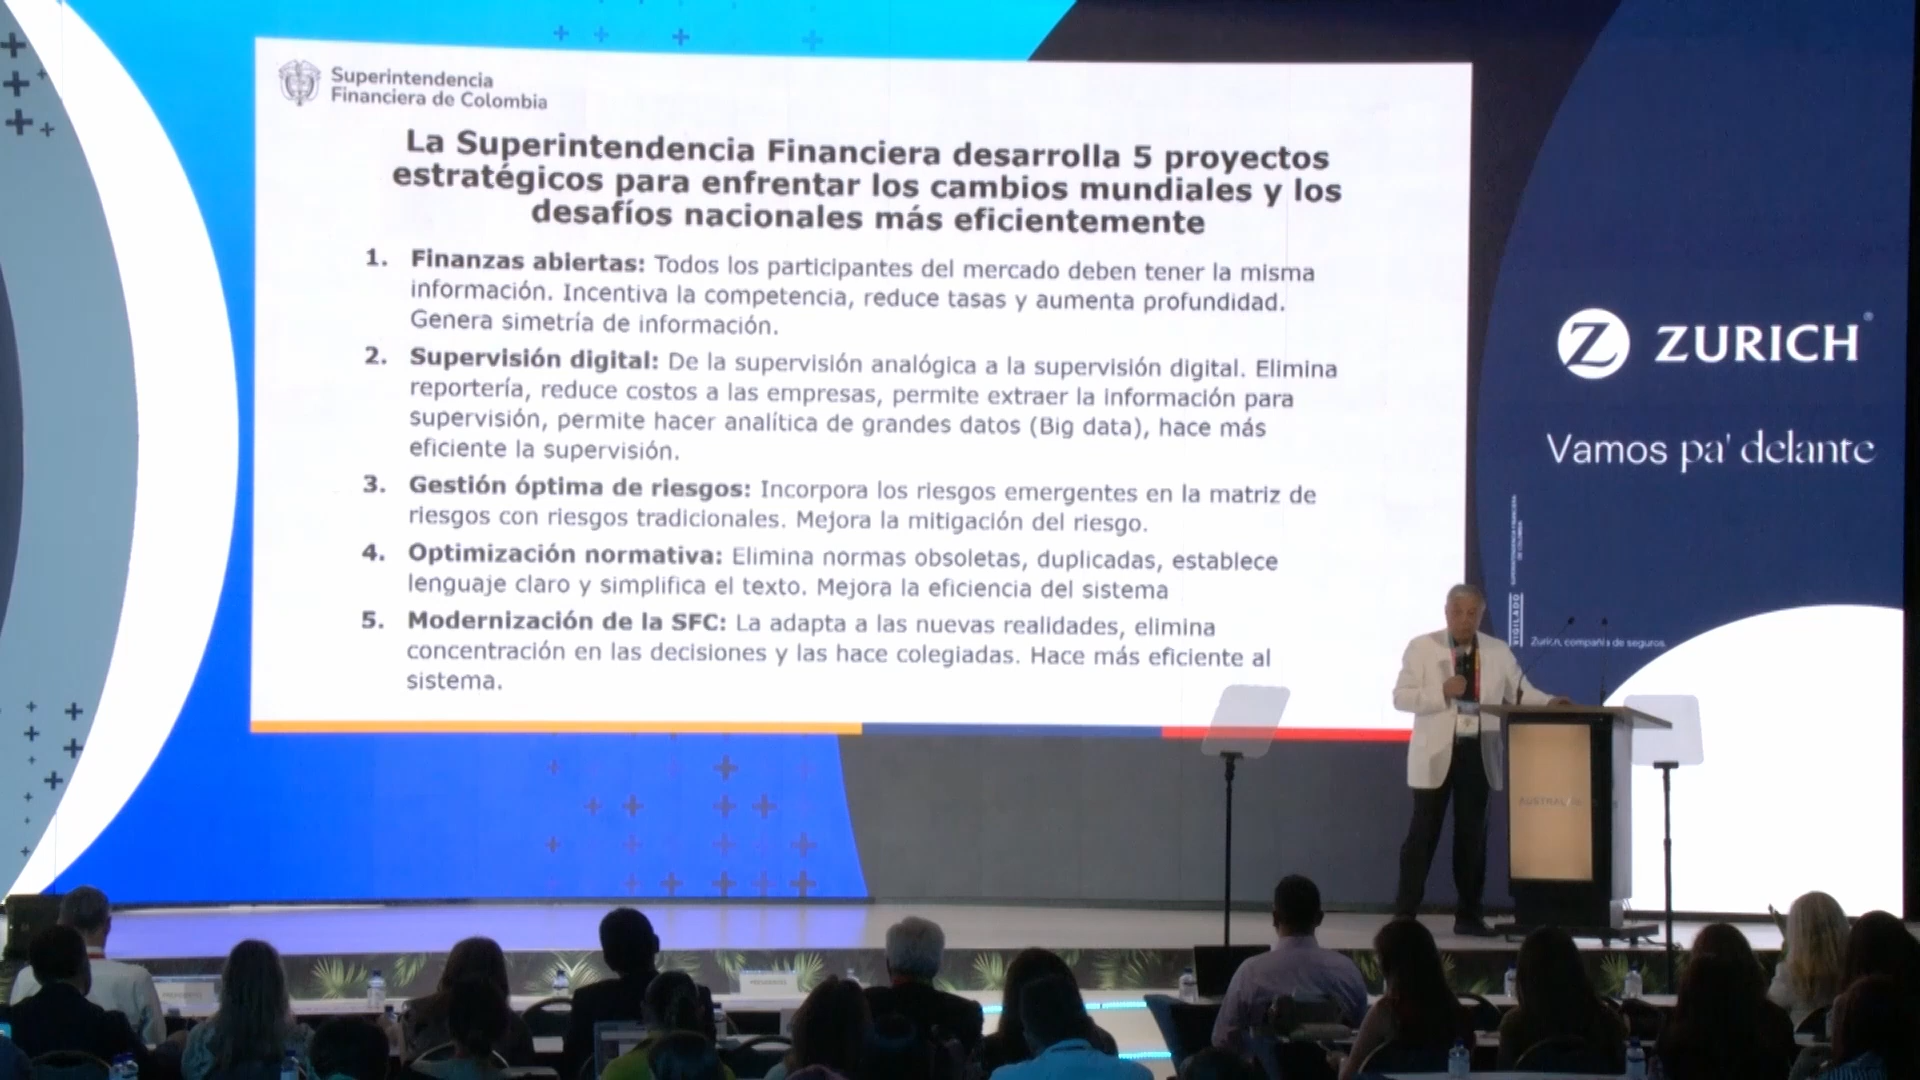 Superintendencia
Financiera de Colombia
La Superintendencia Financiera desarrolla 5 proyectos
estratégicos para enfrentar los cambios mundiales y los
desafíos nacionales más eficientemente
1. Finanzas abiertas: Todos los participantes del mercado deben tener la misma
información. Incentiva la competencia, reduce tasas y aumenta profundidad.
Genera simetría de información.
2. Supervisión digital: De la supervisión analógica a la supervisión digital. Elimina
reportería, reduce costos a las empresas, permite extraer la información para
supervisión, permite hacer analítica de grandes datos (Big data), hace más
eficiente la supervisión.
3. Gestión óptima de riesgos: Incorpora los riesgos emergentes en la matriz de
riesgos con riesgos tradicionales. Mejora la mitigación del riesgo.
4. Optimización normativa: Elimina normas obsoletas, duplicadas, establece
lenguaje claro y simplifica el texto. Mejora la eficiencia del sistema
5. Modernización de la SFC: La adapta a las nuevas realidades, elimina
concentración en las decisiones y las hace colegiadas. Hace más eficiente al
sistema.
Z ZURICH®
Vamos pa' delante
VIGILADO
Zurich, compañía de seguros.